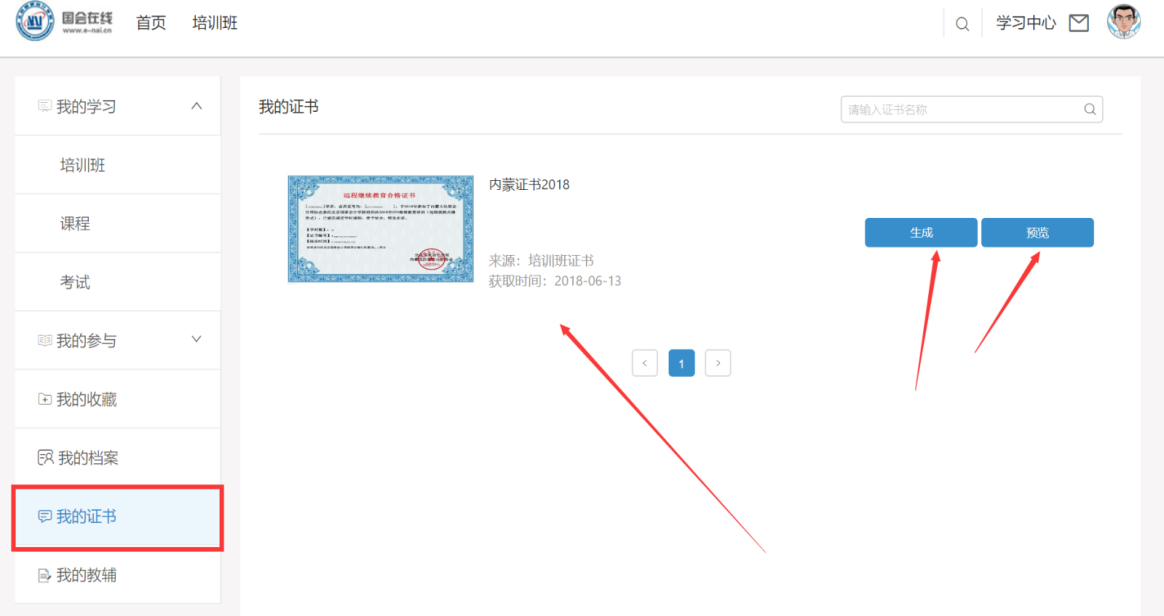 国会在线
www.e-nai.cn
首页
培训班
学习中心
我的学习
培训班
课程
考试
我的参与
我的收藏
我的档案
我的证书
我的教辅
我的证书
请输入证书名称
远程继续教育合格证书
内蒙证书2018
来源：培训班证书
获取时间：2018-06-13
生成
预览
<
1
>